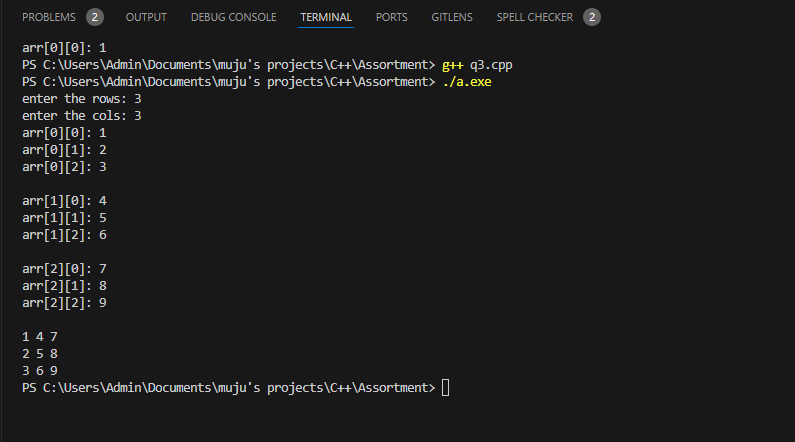 PROBLEMS 2 OUTPUT DEBUG CONSOLE TERMINAL PORTS GITLENS SPELL CHECKER 2
arr[0][0]: 1
PS C:\Users\Admin\Documents\muju's projects\C++\Assortment> g++ q3.cpp
PS C:\Users\Admin\Documents\muju's projects\C++\Assortment> ./a.exe
enter the rows: 3
enter the cols: 3
arr[0][0]: 1
arr[0][1]: 2
arr[0][2]: 3
arr[1][0]: 4
arr[1][1]: 5
arr[1][2]: 6
arr[2][0]: 7
arr[2][1]: 8
arr[2][2]: 9
1 4 7
2 5 8
3 6 9
PS C:\Users\Admin\Documents\muju's projects\C++\Assortment>